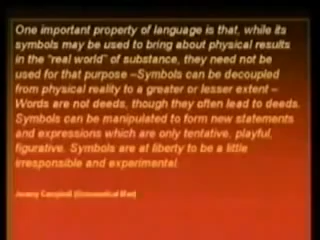 One important property of language is that, while its
symbols may be used to bring about physical results
in the "real world" of substance, they need not be
used for that purpose –Symbols can be decoupled
from physical reality to a greater or lesser extent –
Words are not deeds, though they often lead to deeds.
Symbols can be manipulated to form new statements
and expressions which are only tentative, playful,
figurative. Symbols are at liberty to be a little
irresponsible and experimental.
Jeremy Campbell (Grammatical Man)